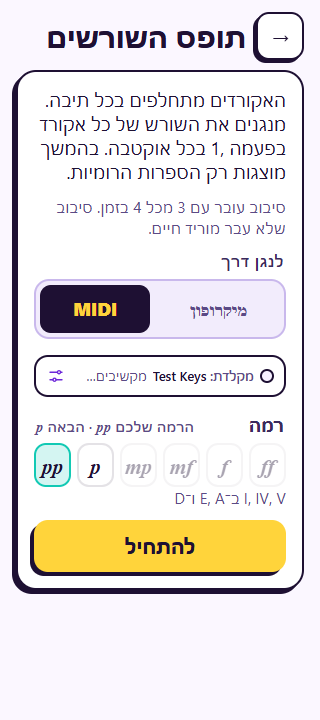 → תופס השורשים
האקורדים מתחלפים בכל תיבה.
מנגנים את השורש של כל אקורד
בפעמה 1, בכל אוקטבה. בהמשך
מוצגות רק הספרות הרומיות.
סיבוב עובר עם 3 מכל 4 בזמן. סיבוב
שלא עבר מוריד חיים.
לנגן דרך
מיקרופון MIDI
מקלדת: Test Keys מקשיבים...
רמה הרמה שלכם pp · הבאה p
pp p mp mf f ff
I, IV, V ב־E, A ו־D
להתחיל